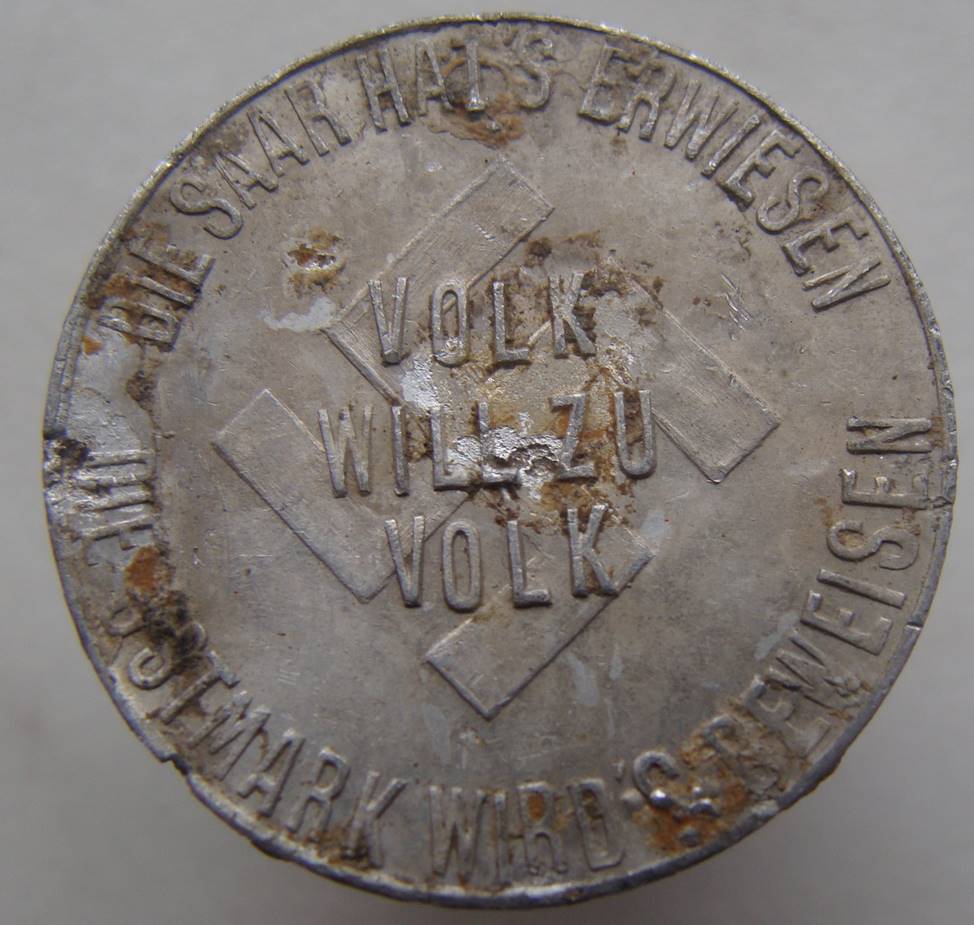 DIE SAAR HAT'S ERWIESEN
VOLK
WILL ZU
VOLK
DIE OSTMARK WIRD'S BEWEISEN